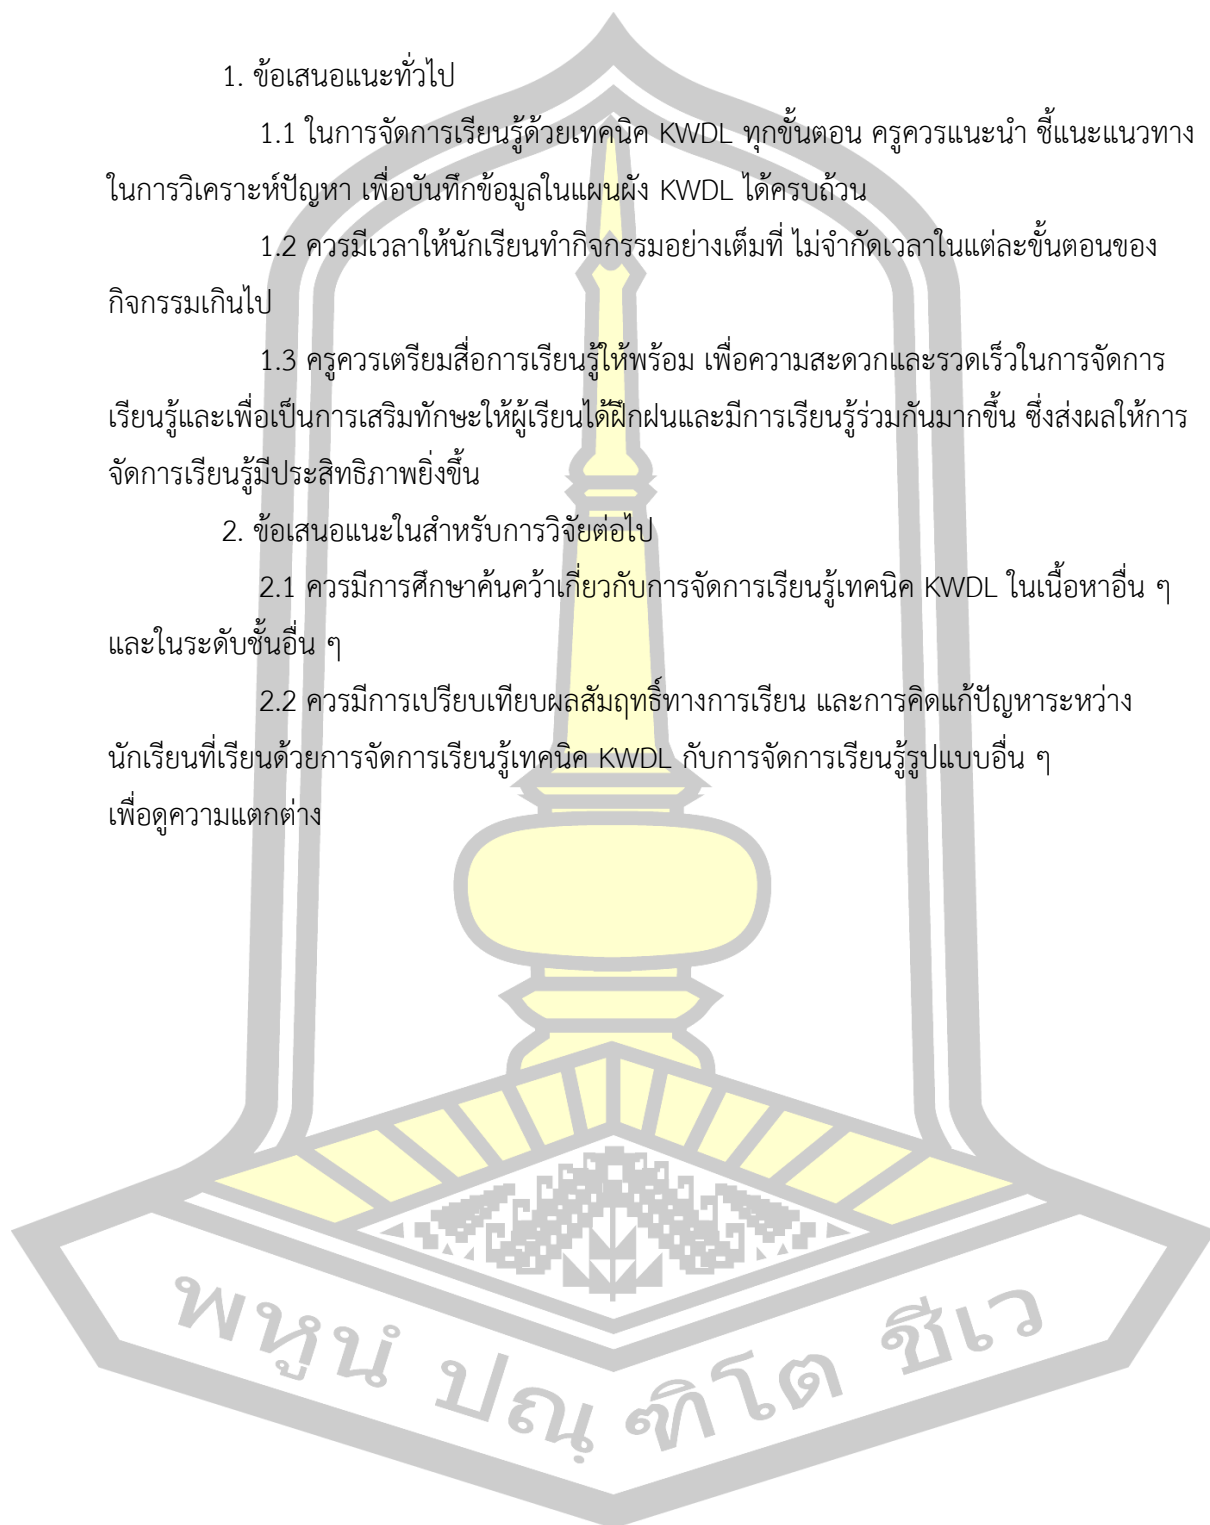 1. ข้อเสนอแนะทั่วไป
1.1 ในการจัดการเรียนรู้ด้วยเทคนิค KWDL ทุกขั้นตอน ครูควรแนะนำ ชี้แนะแนวทาง
ในการวิเคราะห์ปัญหา เพื่อบันทึกข้อมูลในแผนผัง KWDL ได้ครบถ้วน
1.2 ควรมีเวลาให้นักเรียนทำกิจกรรมอย่างเต็มที่ ไม่จำกัดเวลาในแต่ละขั้นตอนของ
กิจกรรมเกินไป
1.3 ครูควรเตรียมสื่อการเรียนรู้ให้พร้อม เพื่อความสะดวกและรวดเร็วในการจัดการ
เรียนรู้และเพื่อเป็นการเสริมทักษะให้ผู้เรียนได้ฝึกฝนและมีการเรียนรู้ร่วมกันมากขึ้น ซึ่งส่งผลให้การ
จัดการเรียนรู้มีประสิทธิภาพยิ่งขึ้น
2. ข้อเสนอแนะในสำหรับการวิจัยต่อไป
2.1 ควรมีการศึกษาค้นคว้าเกี่ยวกับการจัดการเรียนรู้เทคนิค KWDL ในเนื้อหาอื่น ๆ
และในระดับชั้นอื่น ๆ
2.2 ควรมีการเปรียบเทียบผลสัมฤทธิ์ทางการเรียน และการคิดแก้ปัญหาระหว่าง
นักเรียนที่เรียนด้วยการจัดการเรียนรู้เทคนิค KWDL กับการจัดการเรียนรู้รูปแบบอื่น ๆ
เพื่อดูความแตกต่าง
พหูนํ ปณฺฑิโต ชีเว